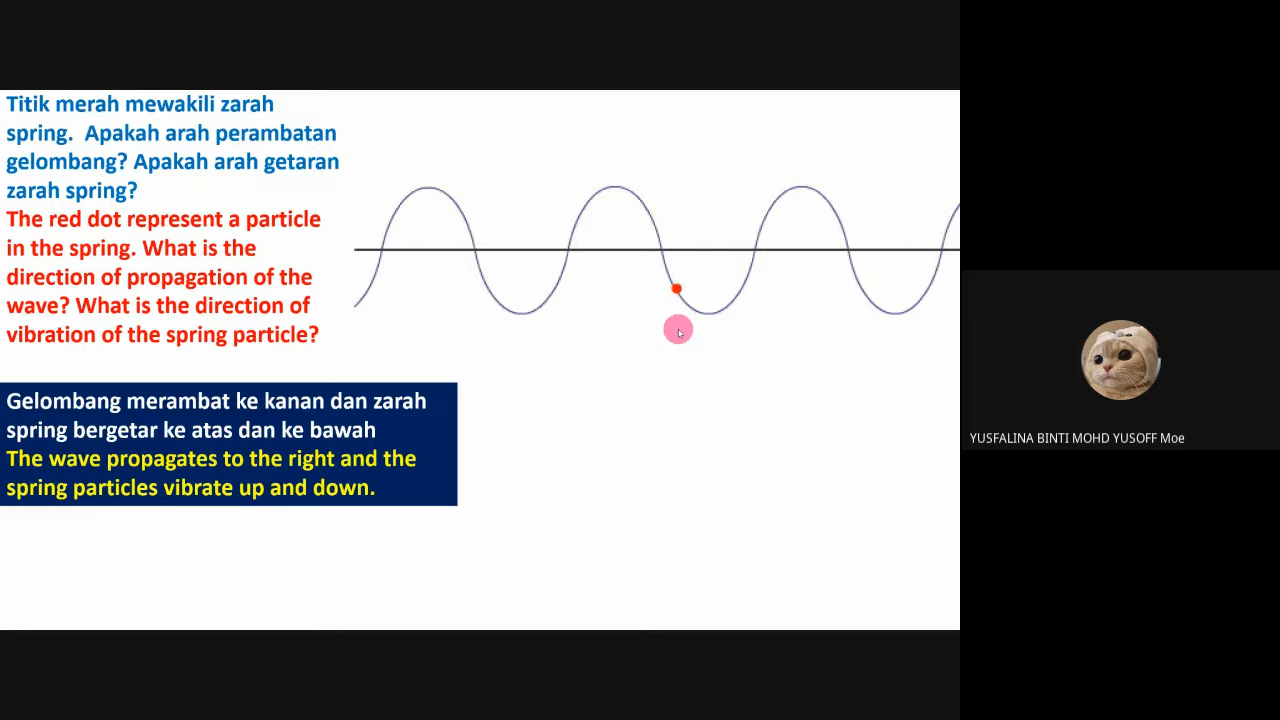 Titik merah mewakili zarah
spring. Apakah arah perambatan
gelombang? Apakah arah getaran
zarah spring?
The red dot represent a particle
in the spring. What is the
direction of propagation of the
wave? What is the direction of
vibration of the spring particle?
Gelombang merambat ke kanan dan zarah
spring bergetar ke atas dan ke bawah
The wave propagates to the right and the
spring particles vibrate up and down.
YUSFALINA BINTI MOHD YUSOFF Moe